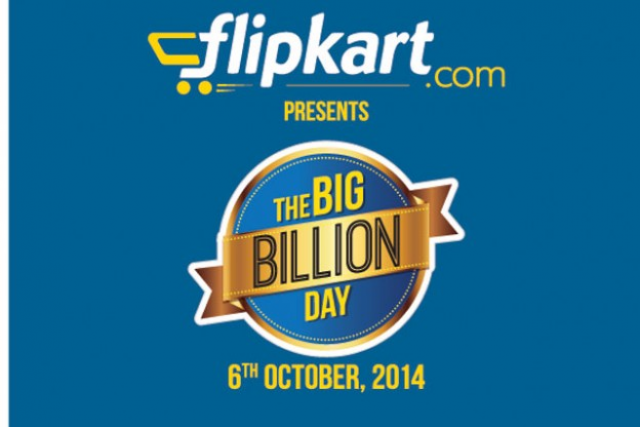 flipkart
.com
PRESENTS
THE BIG
BILLION
DAY
6TH OCTOBER, 2014